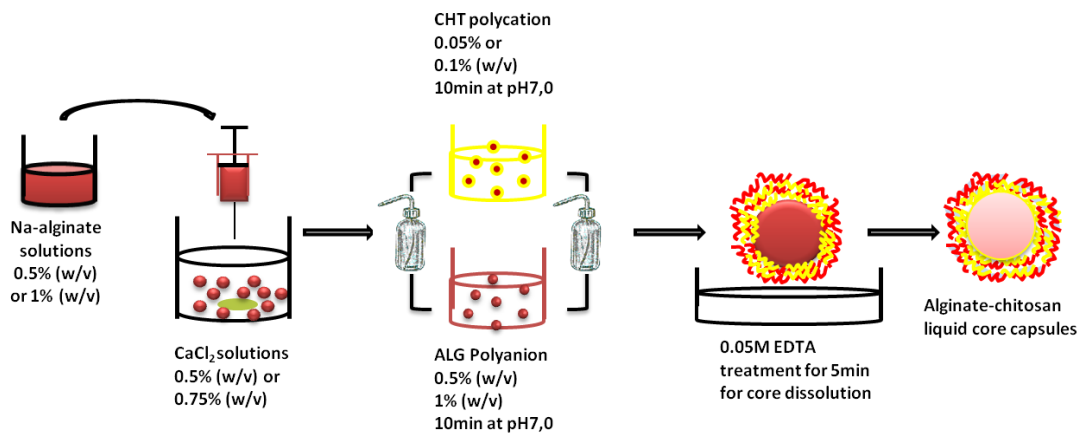 Na-alginate
solutions
0.5% (w/v)
or 1% (w/v)
CaCl₂ solutions
0.5% (w/v) or
0.75% (w/v)
CHT polycation
0.05% or
0.1% (w/v)
10min at pH7,0
ALG Polyanion
0.5% (w/v)
1% (w/v)
10min at pH7,0
0.05M EDTA
treatment for 5min
for core dissolution
Alginate-chitosan
liquid core capsules